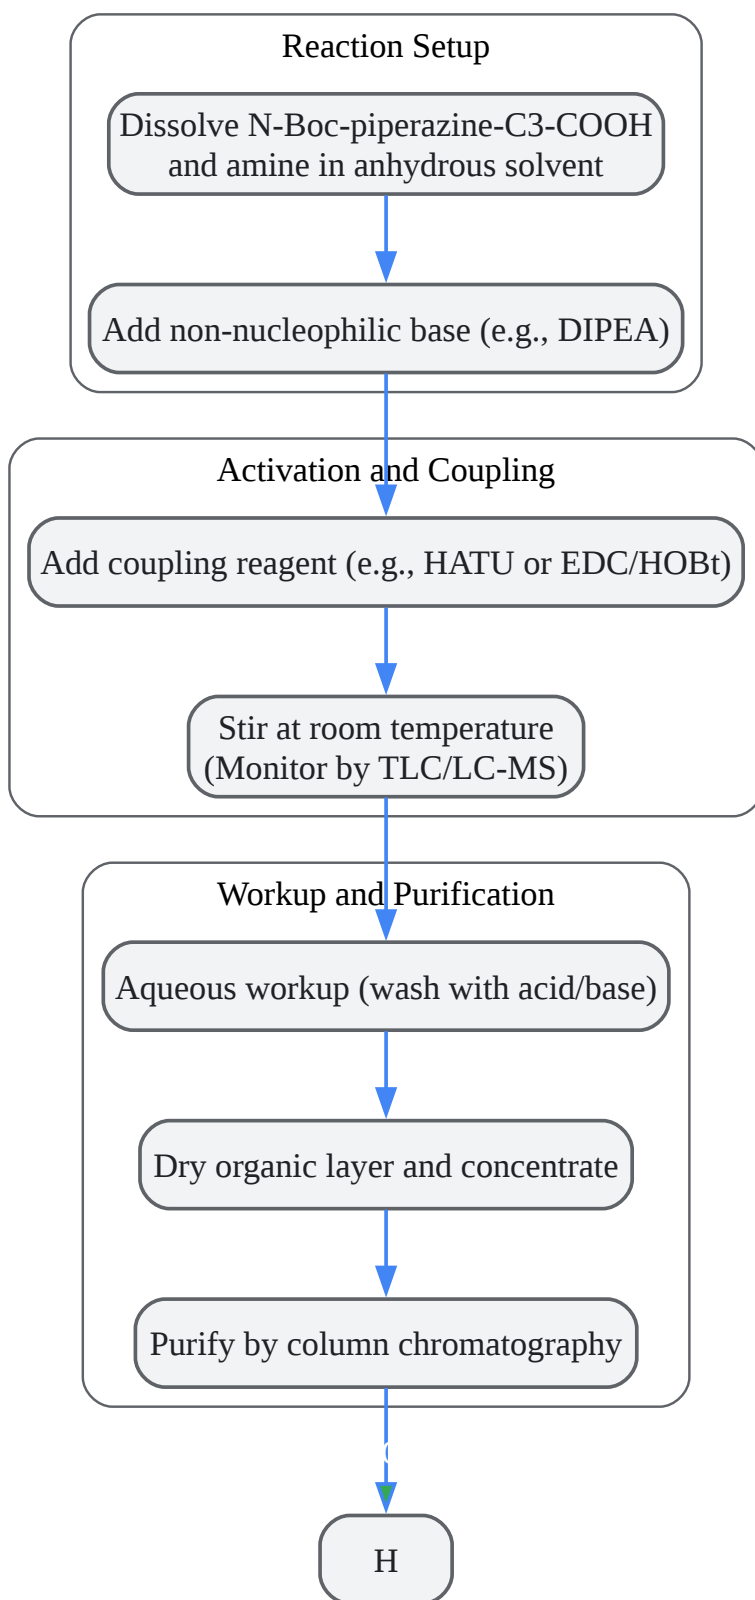 Reaction Setup
Dissolve N-Boc-piperazine-C3-COOH
and amine in anhydrous solvent
Add non-nucleophilic base (e.g., DIPEA)
Activation and Coupling
Add coupling reagent (e.g., HATU or EDC/HOBt)
Stir at room temperature
(Monitor by TLC/LC-MS)
Workup and Purification
Aqueous workup (wash with acid/base)
Dry organic layer and concentrate
Purify by column chromatography
H